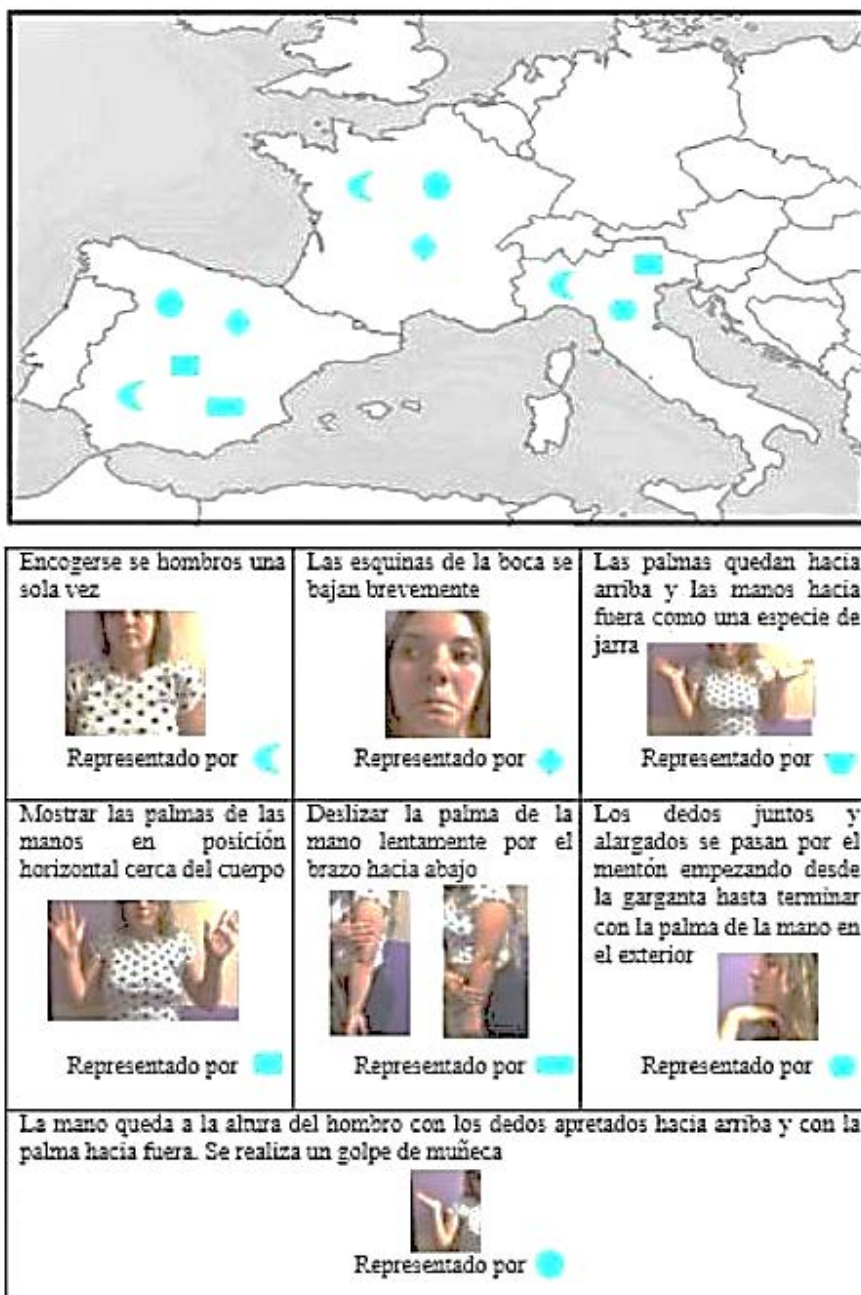 Encogerse se hombros una
sola vez
Representado por
Las esquinas de la boca se
bajan brevemente
Representado por
Las palmas quedan hacia
arriba y las manos hacia
fuera como una especie de
jarra
Representado por
Mostrar las palmas de las
manos en posición
horizontal cerca del cuerpo
Representado por
Deslizar la palma de la
mano lentamente por el
brazo hacia abajo
Representado por
Los dedos juntos y
alargados se pasan por el
mentón empezando desde
la garganta hasta terminar
con la palma de la mano en
el exterior
Representado por
La mano queda a la altura del hombro con los dedos apretados hacia arriba y con la
palma hacia fuera. Se realiza un golpe de muñeca
Representado por